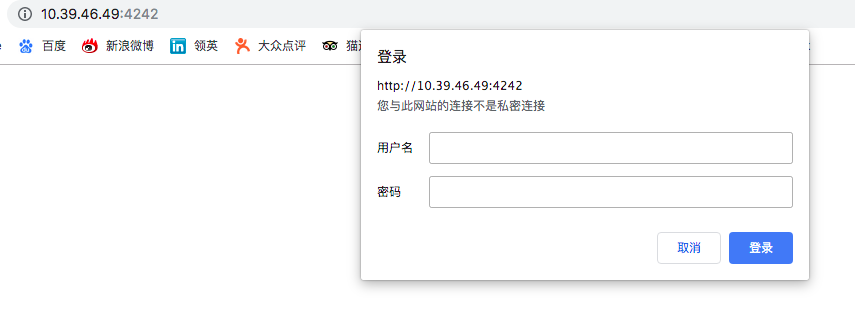 10.39.46.49:4242
百度 新浪微博 领英 大众点评
登录
http://10.39.46.49:4242
您与此网站的连接不是私密连接
用户名
密码
取消 登录